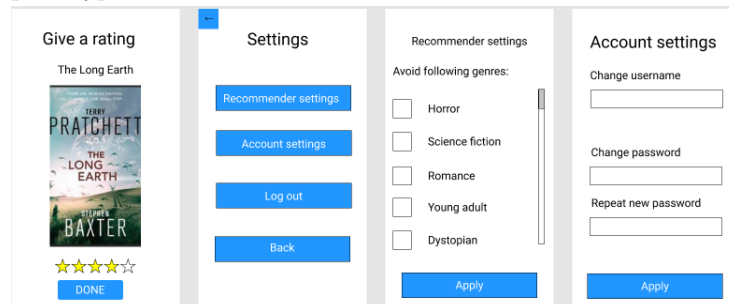 Give a rating
The Long Earth
TERRY
PRATCHETT
THE
LONG
EARTH
STEPHEN
BAXTER
DONE
←
Settings
Recommender settings
Account settings
Log out
Back
Recommender settings
Avoid following genres:
Horror
Science fiction
Romance
Young adult
Dystopian
Apply
Account settings
Change username
Change password
Repeat new password
Apply